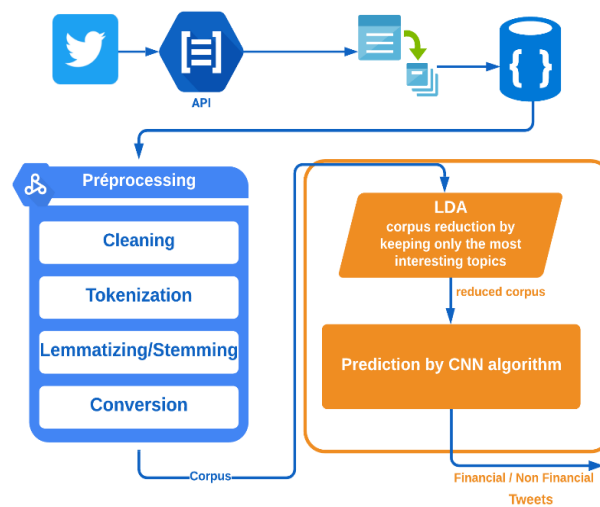 API
{ }
Préprocessing
Cleaning
Tokenization
Lemmatizing/Stemming
Conversion
Corpus
LDA
corpus reduction by
keeping only the most
interesting topics
reduced corpus
Prediction by CNN algorithm
Financial / Non Financial
Tweets